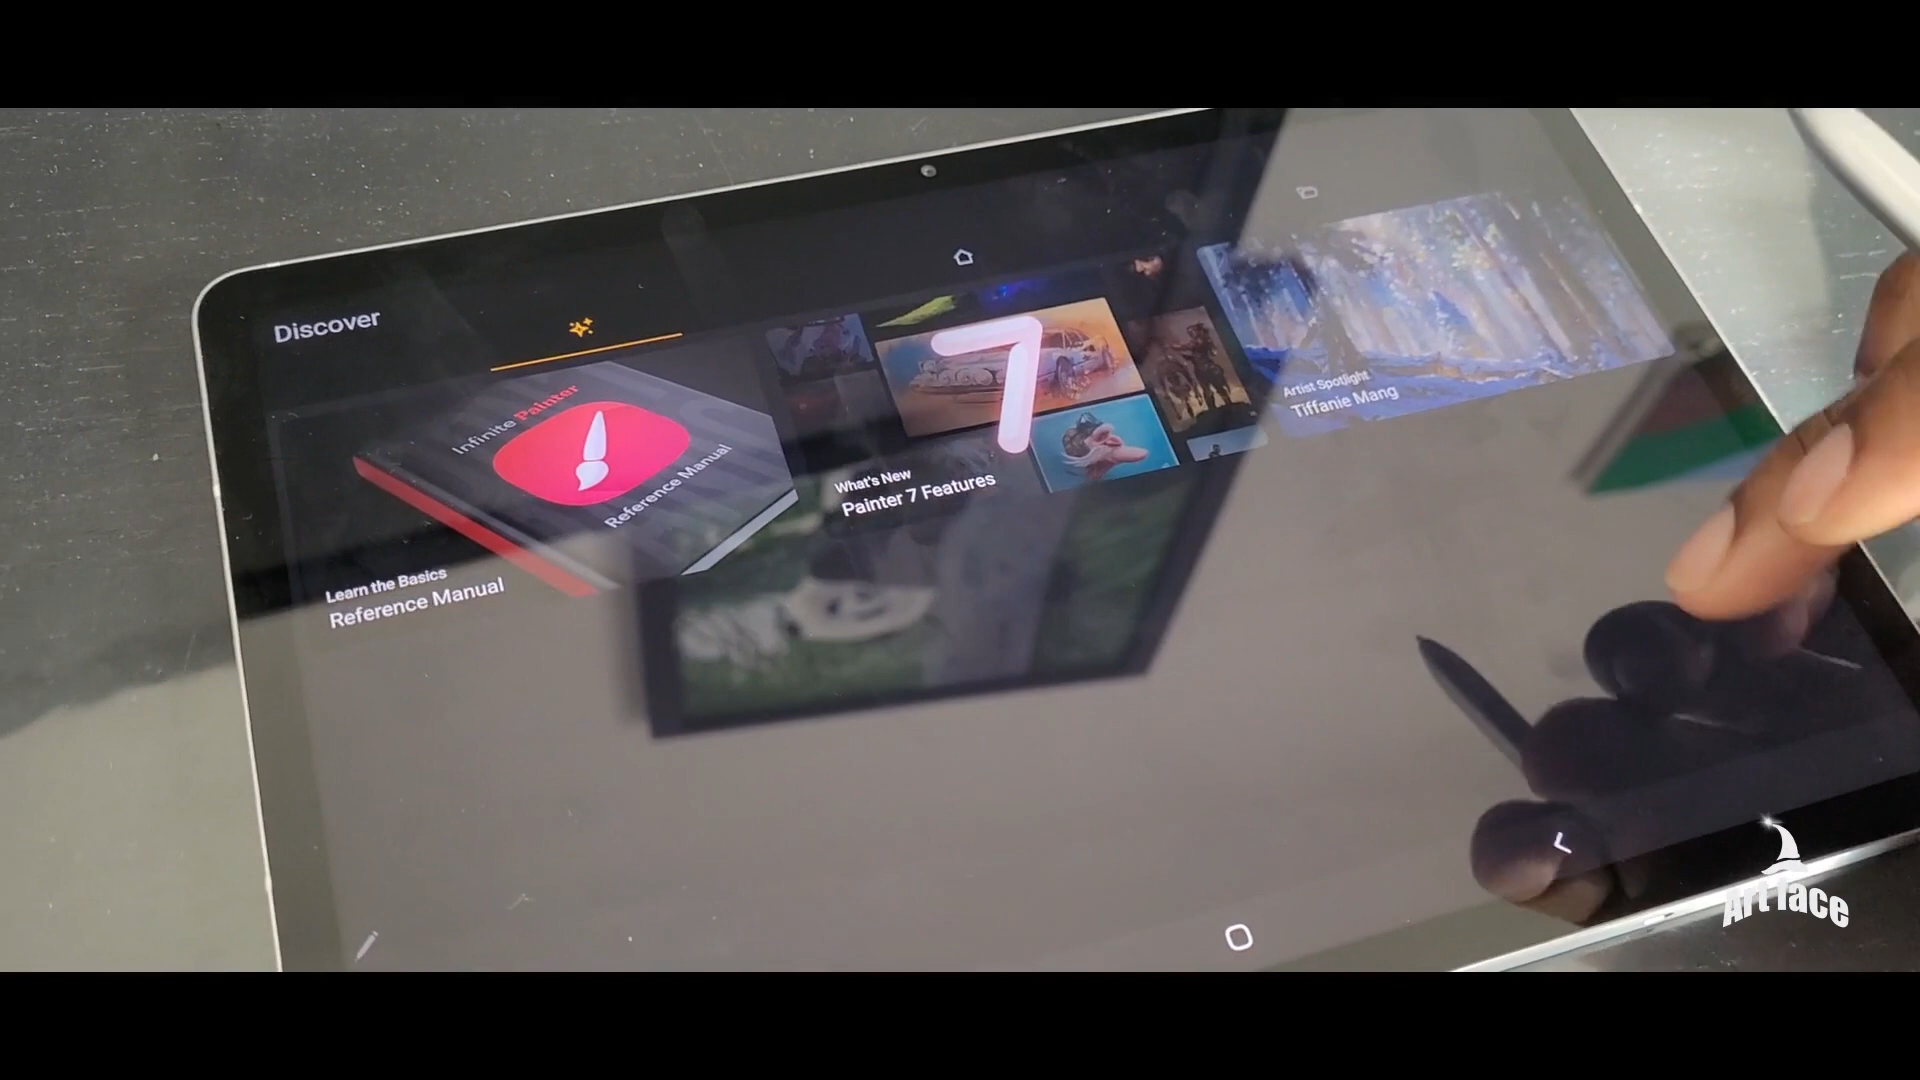 Discover
Infinite Painter
Reference Manual
Learn the Basics
Reference Manual
7
What's New
Painter 7 Features
Artist Spotlight
Tiffanie Mang
Art face